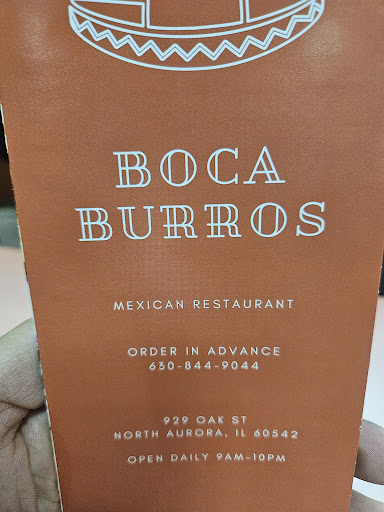 BOCA
BURROS
MEXICAN RESTAURANT
ORDER IN ADVANCE
630-844-9044
929 OAK ST
NORTH AURORA, IL 60542
OPEN DAILY 9AM-10PM